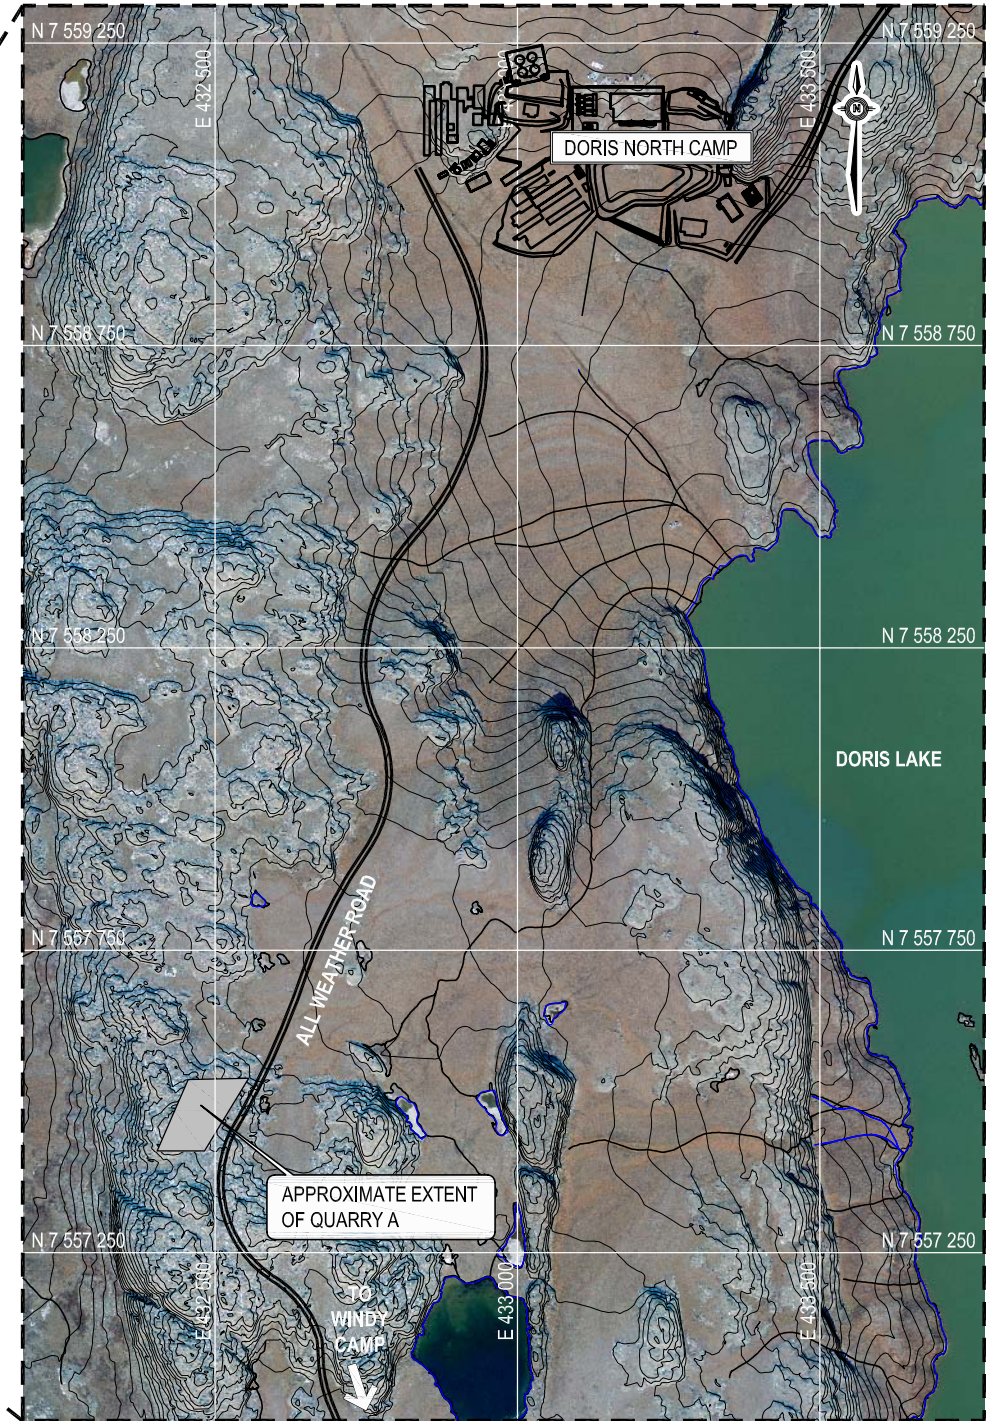 N 7 559 250
N 7 559 250
E 432 500
E 433 500
N
DORIS NORTH CAMP
N 7 558 750
N 7 558 750
N 7 558 250
N 7 558 250
DORIS LAKE
ALL WEATHER ROAD
N 7 557 750
N 7 557 750
APPROXIMATE EXTENT
OF QUARRY A
N 7 557 250
N 7 557 250
E 432 500
E 433 000
E 433 500
TO
WINDY
CAMP